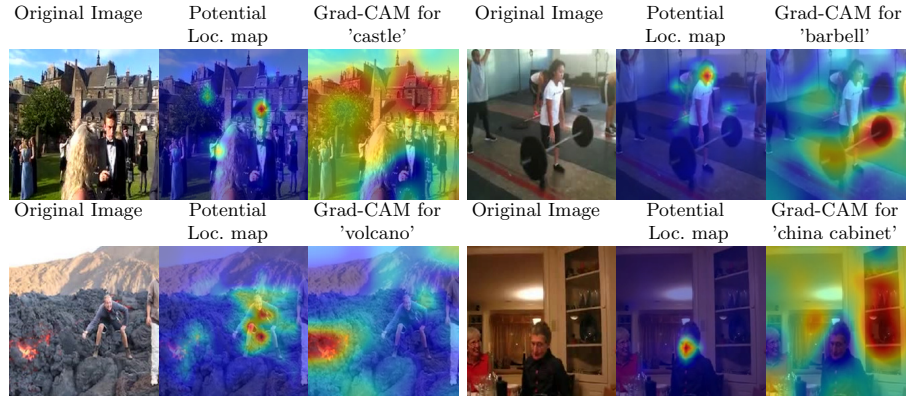 Original Image
Potential
Loc. map
Grad-CAM for
'castle'
Original Image
Potential
Loc. map
Grad-CAM for
'barbell'
Original Image
Potential
Loc. map
Grad-CAM for
'volcano'
Original Image
Potential
Loc. map
Grad-CAM for
'china cabinet'